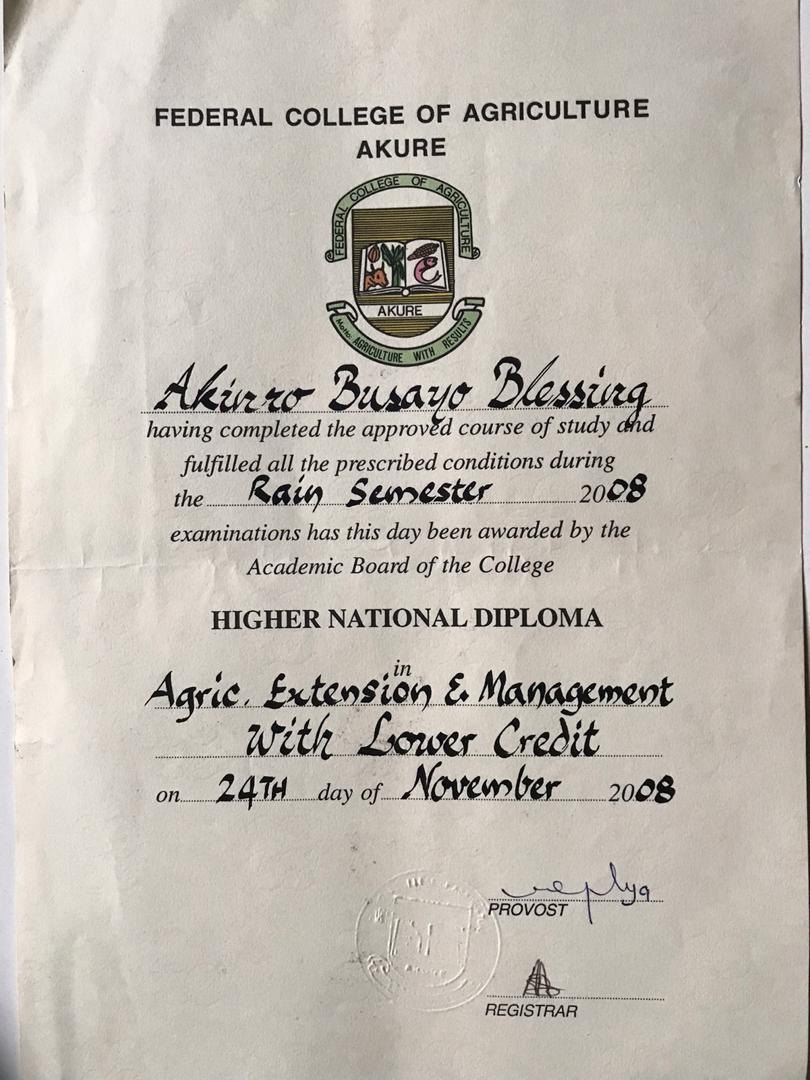 FEDERAL COLLEGE OF AGRICULTURE
AKURE
FEDERAL COLLEGE OF AGRICULTURE
AKURE
Motto: AGRICULTURE WITH RESULTS
Akinro Busayo Blessing
having completed the approved course of study and
fulfilled all the prescribed conditions during
the Rain Semester 2008
examinations has this day been awarded by the
Academic Board of the College
HIGHER NATIONAL DIPLOMA
in
Agric. Extension & Management
With Lower Credit
on 24TH day of November 2008
PROVOST
REGISTRAR